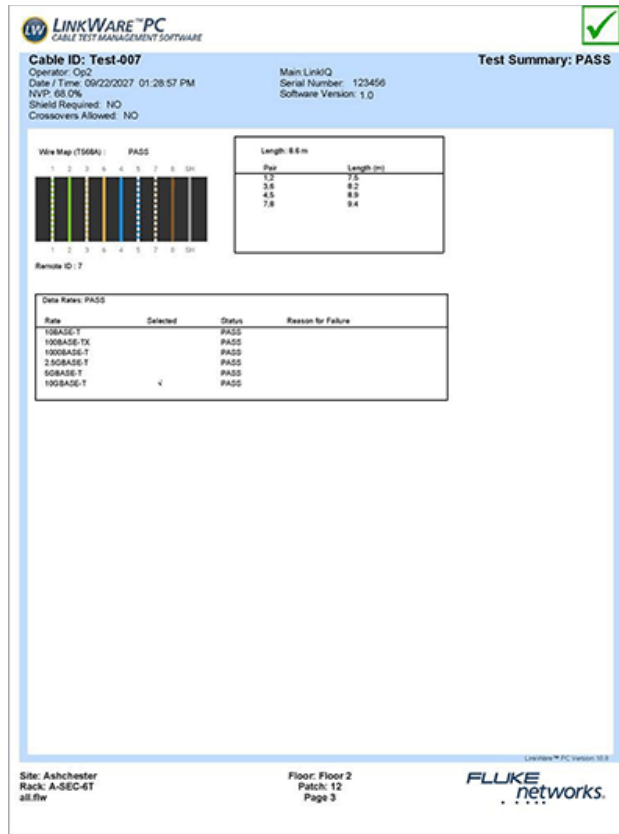 LW LINKWARE™PC
CABLE TEST MANAGEMENT SOFTWARE
Cable ID: Test-007
Test Summary: PASS
Operator: Op2
Date / Time: 09/22/2027 01:28:57 PM
NVP: 68.0%
Shield Required: NO
Crossovers Allowed: NO
Main:LinkIQ
Serial Number: 123456
Software Version: 1.0
Wire Map (T568A) : PASS
1 2 3 6 4 5 7 8 SH
1 2 3 6 4 5 7 8 SH
Remote ID : 7
Length: 8.6 m
Pair Length (m)
1,2 7.5
3,6 8.2
4,5 8.9
7,8 9.4
Data Rates: PASS
Rate Selected Status Reason for Failure
10BASE-T PASS
100BASE-TX PASS
1000BASE-T PASS
2.5GBASE-T PASS
5GBASE-T PASS
10GBASE-T √ PASS
LinkWare™ PC Version 10.8
Site: Ashchester
Rack: A-SEC-6T
all.flw
Floor: Floor 2
Patch: 12
Page 3
FLUKE
networks.